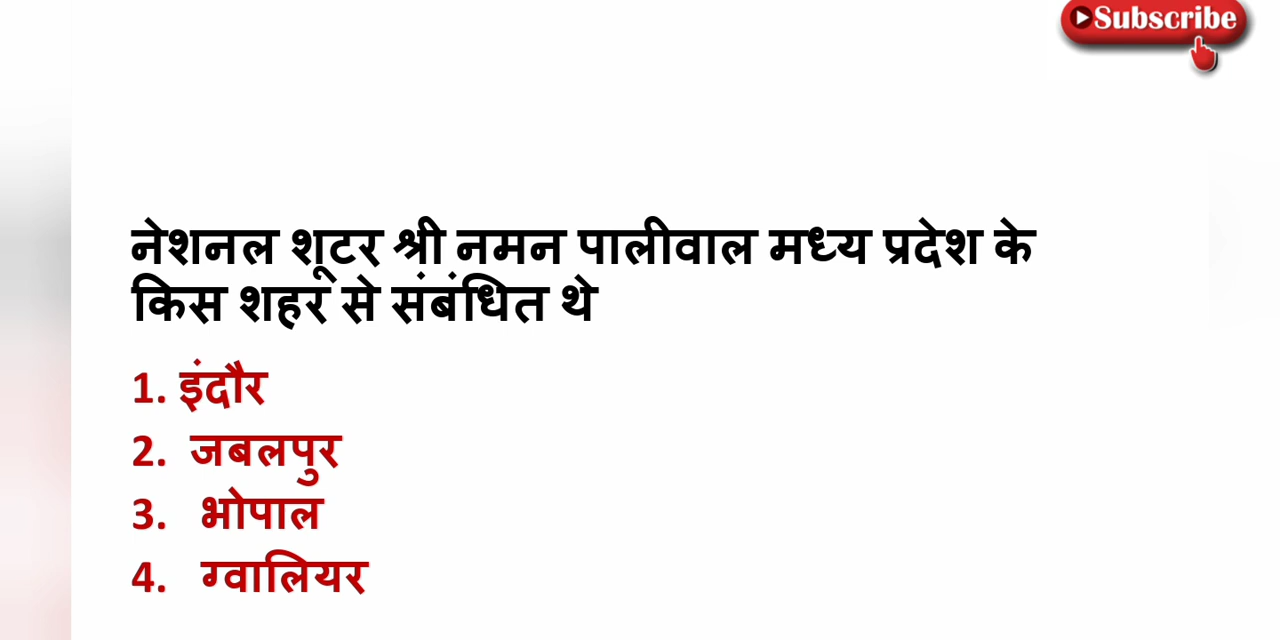 Subscribe
नेशनल शूटर श्री नमन पालीवाल मध्य प्रदेश के
किस शहर से संबंधित थे
1. इंदौर
2. जबलपुर
3. भोपाल
4. ग्वालियर